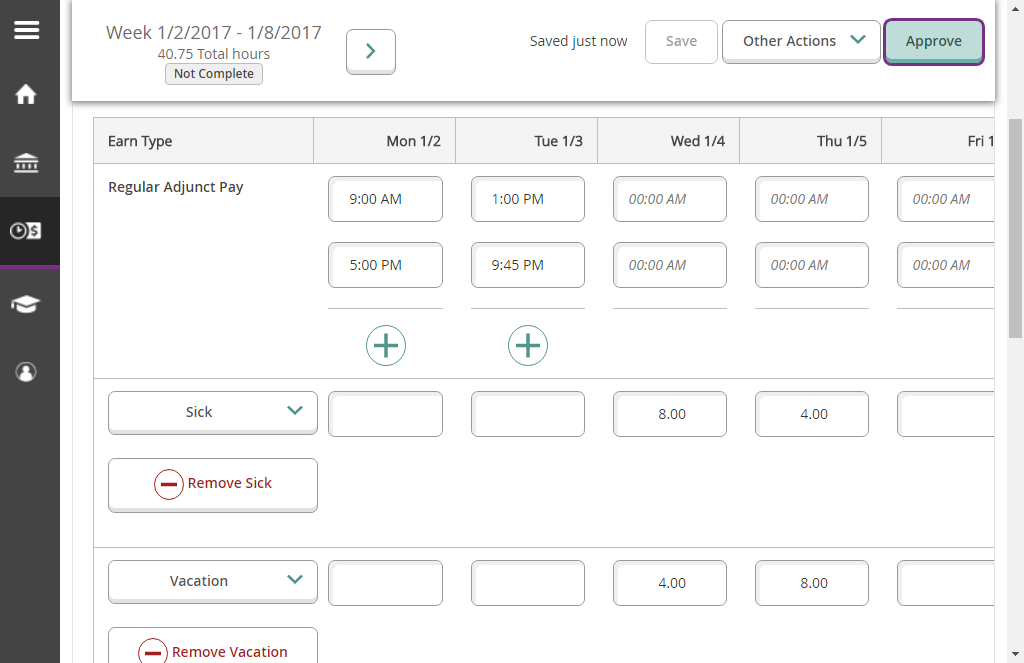 Week 1/2/2017 - 1/8/2017
40.75 Total hours
Not Complete
Saved just now
Save
Other Actions
Approve
Earn Type Mon 1/2 Tue 1/3 Wed 1/4 Thu 1/5 Fri 1
Regular Adjunct Pay 9:00 AM 1:00 PM 00:00 AM 00:00 AM 00:00 AM
5:00 PM 9:45 PM 00:00 AM 00:00 AM 00:00 AM
Sick 8.00 4.00
Remove Sick
Vacation 4.00 8.00
Remove Vacation